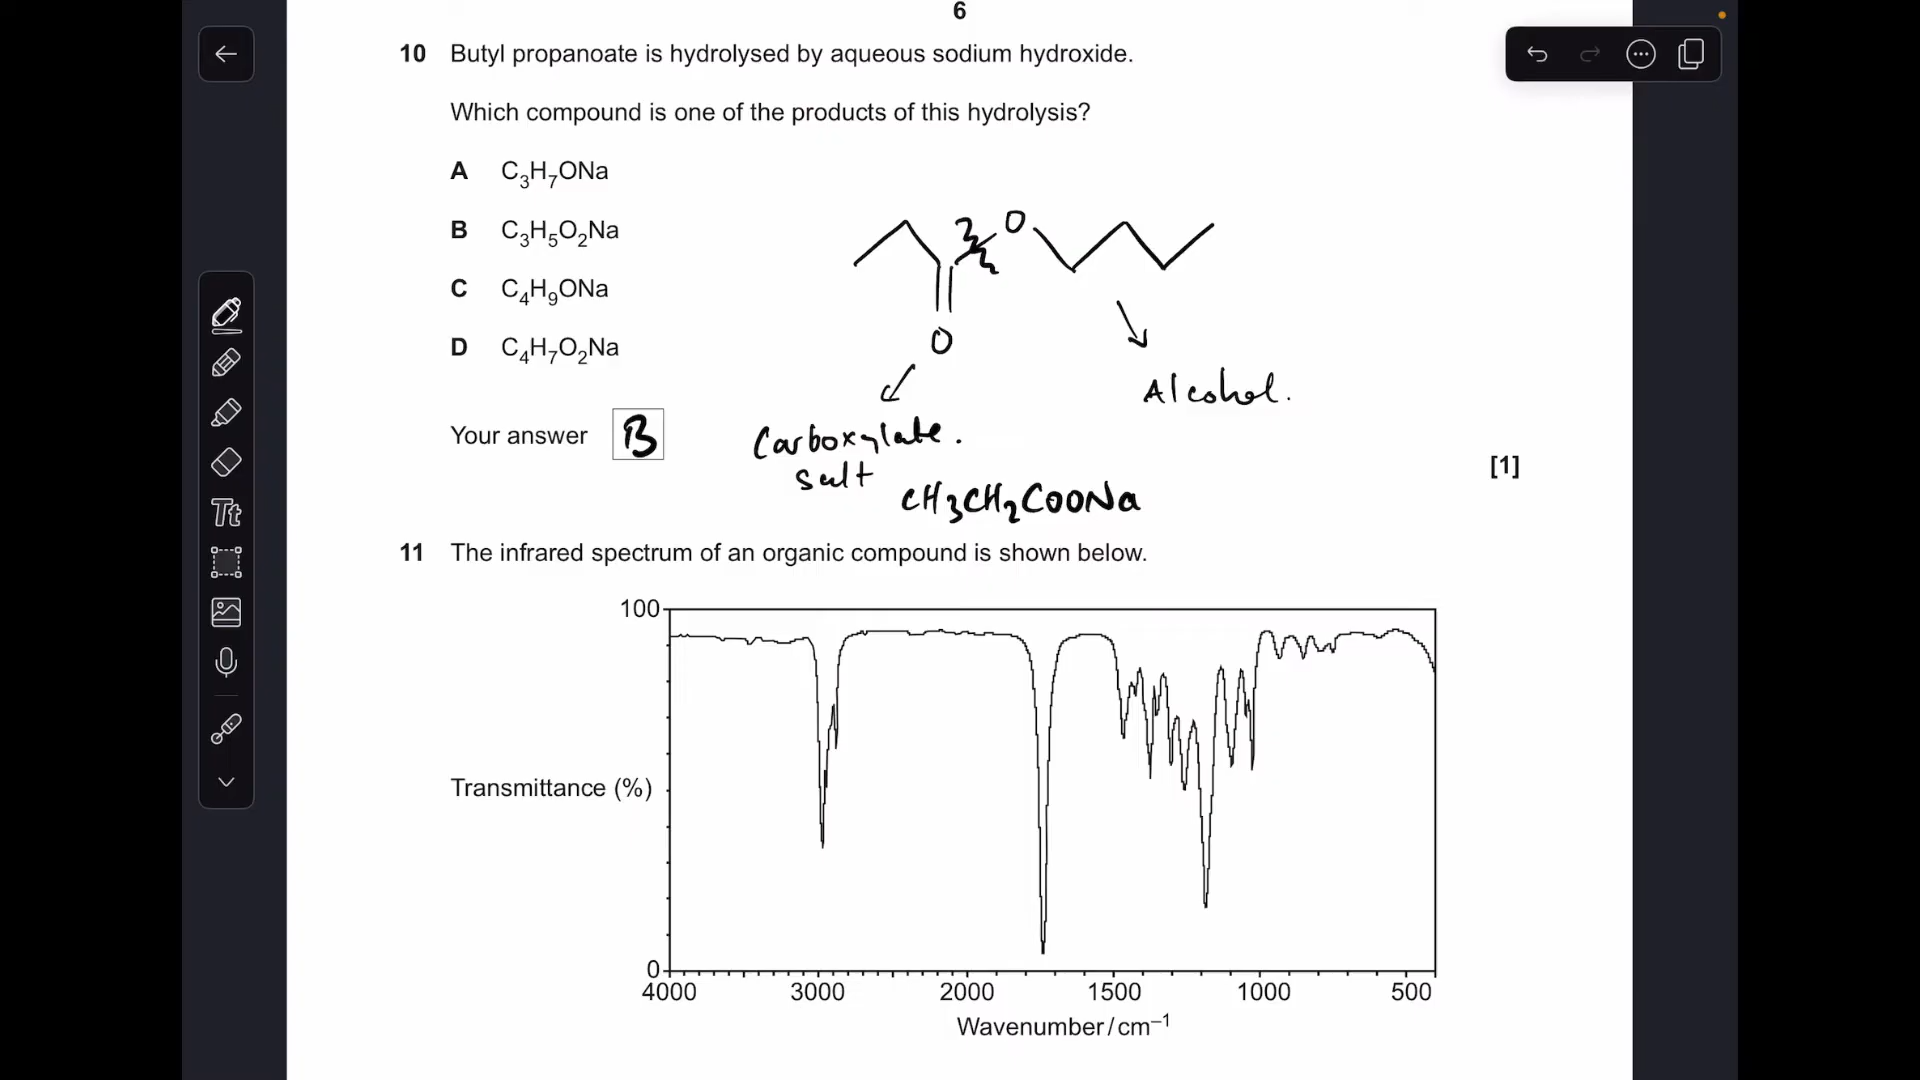 6
10 Butyl propanoate is hydrolysed by aqueous sodium hydroxide.
Which compound is one of the products of this hydrolysis?
A C₃H₇ONa
B C₃H₅O₂Na
C C₄H₉ONa
D C₄H₇O₂Na
O
O
Alcohol.
Your answer B
Carboxylate.
salt
CH₃CH₂COONa
[1]
11 The infrared spectrum of an organic compound is shown below.
100
Transmittance (%)
0
4000 3000 2000 1500 1000 500
Wavenumber/cm⁻¹
Tt